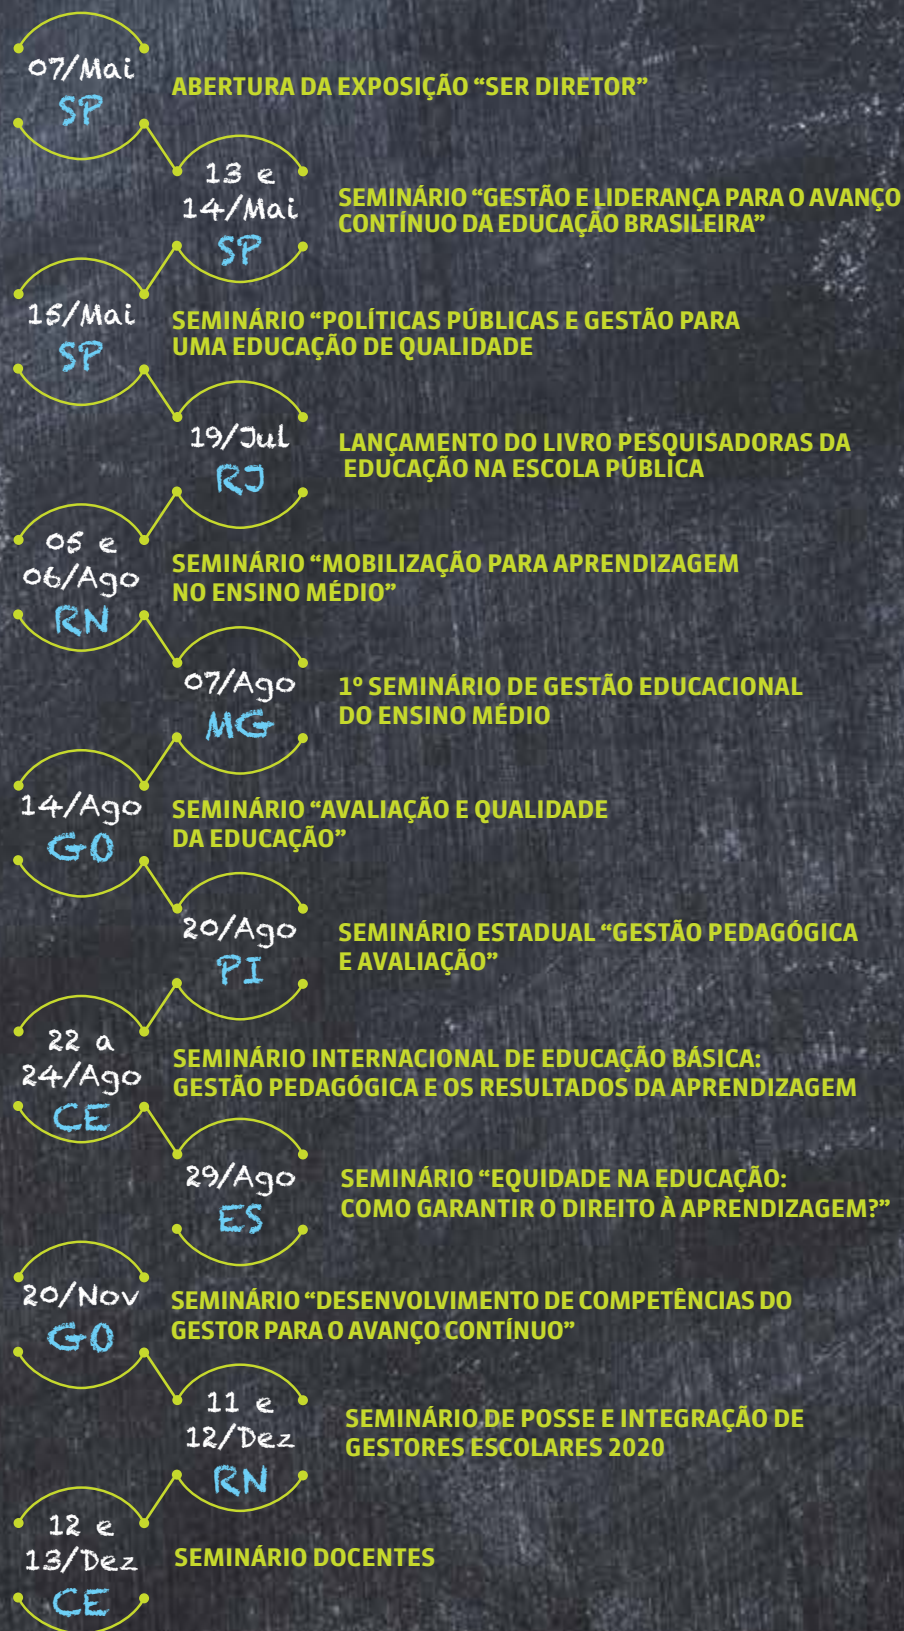 07/Mai
SP
ABERTURA DA EXPOSIÇÃO “SER DIRETOR”
13 e
14/Mai
SP
SEMINÁRIO “GESTÃO E LIDERANÇA PARA O AVANÇO
CONTÍNUO DA EDUCAÇÃO BRASILEIRA”
15/Mai
SP
SEMINÁRIO “POLÍTICAS PÚBLICAS E GESTÃO PARA
UMA EDUCAÇÃO DE QUALIDADE
19/Jul
RJ
LANÇAMENTO DO LIVRO PESQUISADORAS DA
EDUCAÇÃO NA ESCOLA PÚBLICA
05 e
06/Ago
RN
SEMINÁRIO “MOBILIZAÇÃO PARA APRENDIZAGEM
NO ENSINO MÉDIO”
07/Ago
MG
1º SEMINÁRIO DE GESTÃO EDUCACIONAL
DO ENSINO MÉDIO
14/Ago
GO
SEMINÁRIO “AVALIAÇÃO E QUALIDADE
DA EDUCAÇÃO”
20/Ago
PI
SEMINÁRIO ESTADUAL “GESTÃO PEDAGÓGICA
E AVALIAÇÃO”
22 a
24/Ago
CE
SEMINÁRIO INTERNACIONAL DE EDUCAÇÃO BÁSICA:
GESTÃO PEDAGÓGICA E OS RESULTADOS DA APRENDIZAGEM
29/Ago
ES
SEMINÁRIO “EQUIDADE NA EDUCAÇÃO:
COMO GARANTIR O DIREITO À APRENDIZAGEM?”
20/Nov
GO
SEMINÁRIO “DESENVOLVIMENTO DE COMPETÊNCIAS DO
GESTOR PARA O AVANÇO CONTÍNUO”
11 e
12/Dez
RN
SEMINÁRIO DE POSSE E INTEGRAÇÃO DE
GESTORES ESCOLARES 2020
12 e
13/Dez
CE
SEMINÁRIO DOCENTES